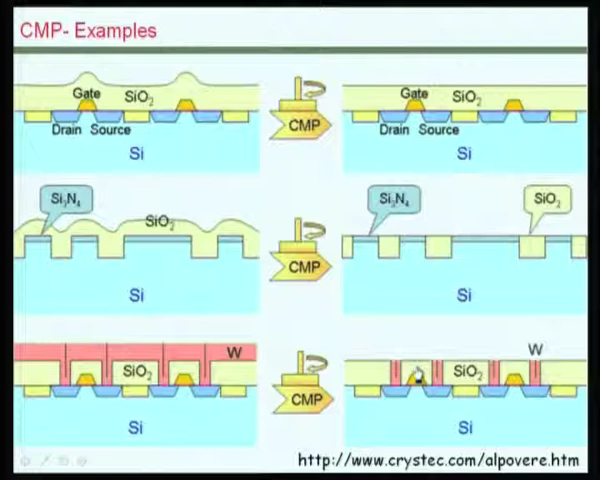 CMP- Examples
Gate SiO₂
Drain Source
Si
CMP
Gate SiO₂
Drain Source
Si
Si₃N₄
SiO₂
Si
CMP
Si₃N₄
SiO₂
Si
W
SiO₂
Si
CMP
W
SiO₂
Si
http://www.crystec.com/alpovere.htm